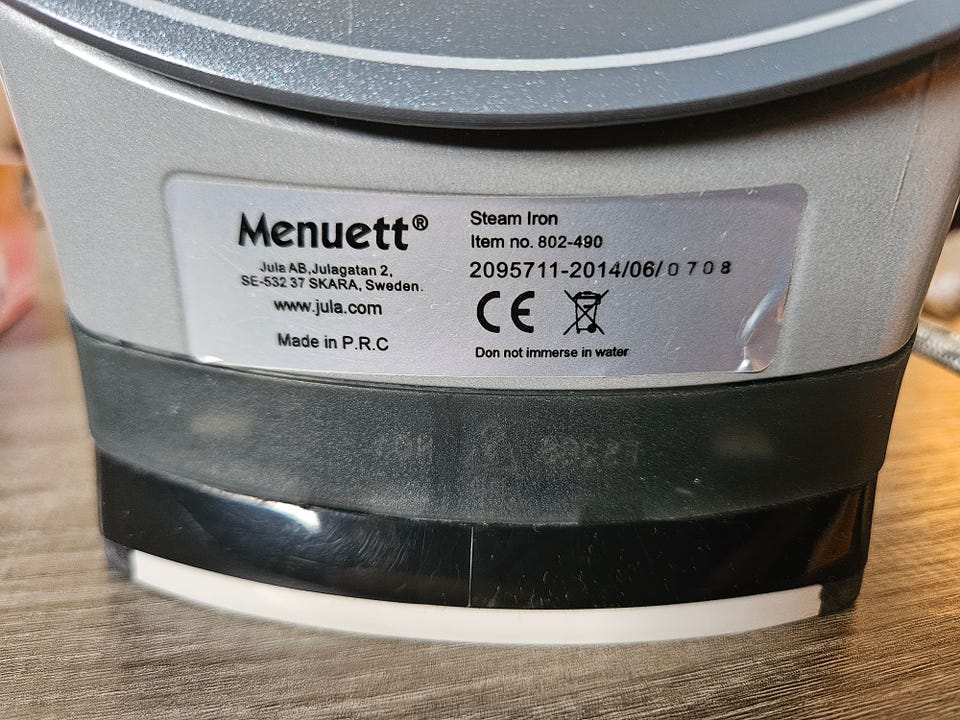 Menuett®
Jula AB,Julagatan 2,
SE-532 37 SKARA, Sweden.
www.jula.com
Made in P.R.C
Steam Iron
Item no. 802-490
2095711-2014/06/0708
CE
Don not immerse in water